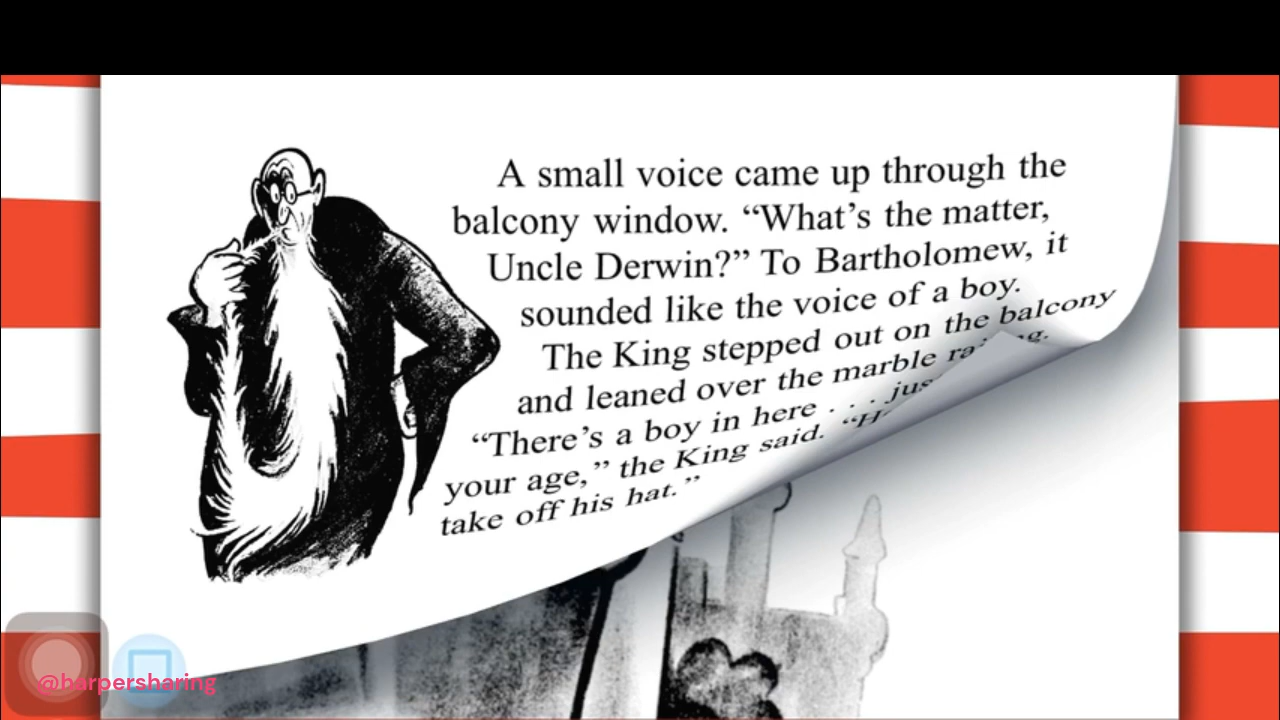 A small voice came up through the
balcony window. “What’s the matter,
Uncle Derwin?” To Bartholomew, it
sounded like the voice of a boy.
The King stepped out on the balcony
and leaned over the marble
“There’s a boy in here . . .
your age,” the King said.
take off his hat.”
@harpersharing